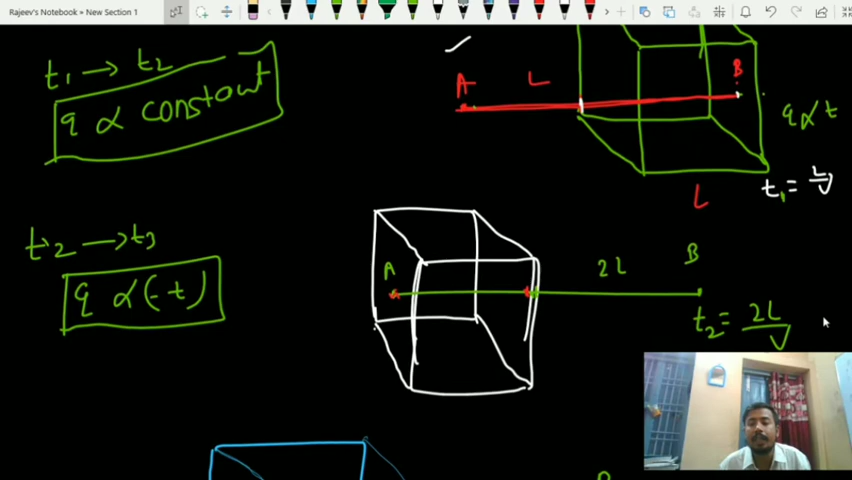 Rajeev's Notebook » New Section 1
t₁ → t₂
q α constant
A L B
q α t
L t₁ = L/V
t₂ → t₃
q α (-t)
A 2L B
t₂ = 2L/V